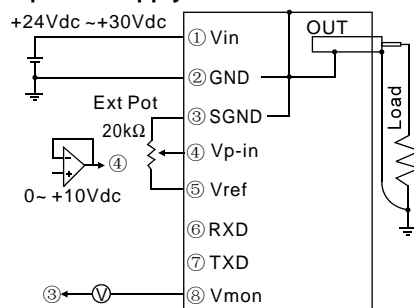 +24Vdc ~+30Vdc
① Vin
OUT
② GND
Ext Pot
20kΩ
③ SGND
Load
④ Vp-in
④
0~ +10Vdc
⑤ Vref
⑥ RXD
⑦ TXD
③
V
⑧ Vmon